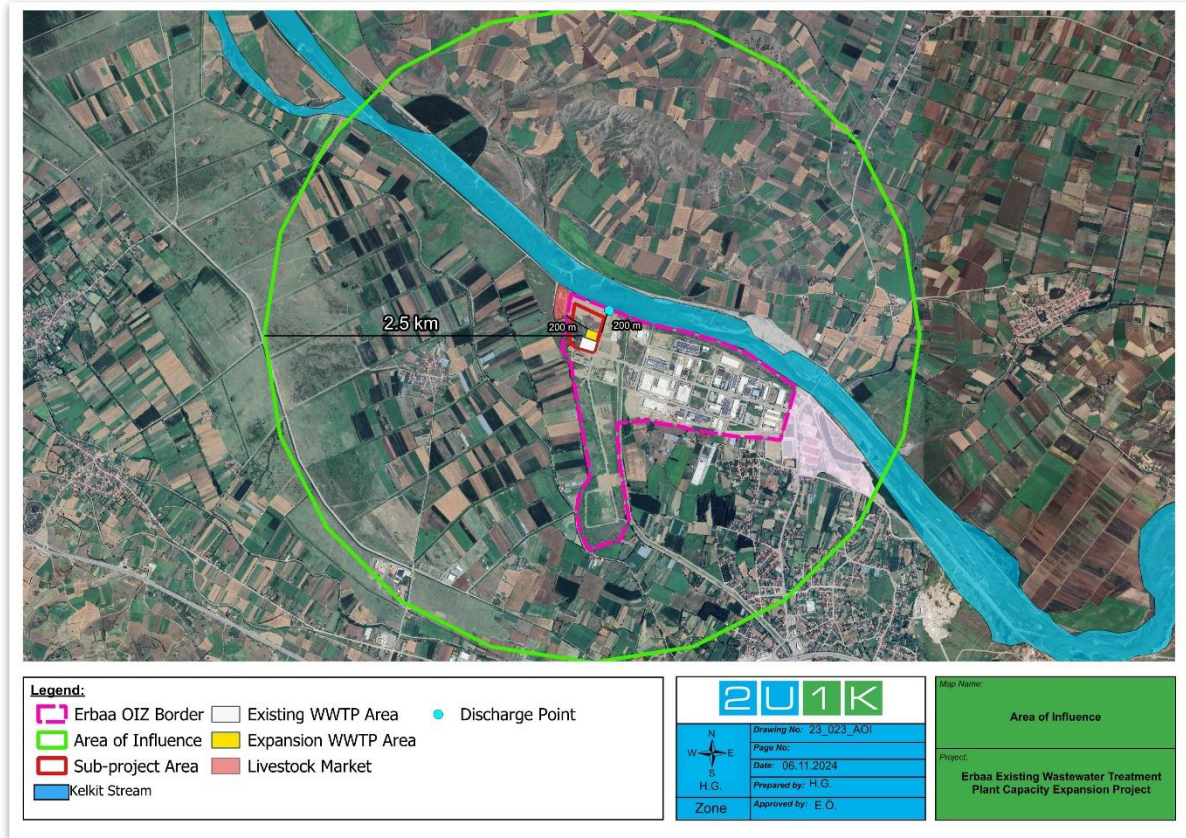 2.5 km
200 m
200 m
Legend:
Erbaa OIZ Border
Existing WWTP Area
Discharge Point
Area of Influence
Expansion WWTP Area
Sub-project Area
Livestock Market
Kelkit Stream
2U1K
N
W E
S
H.G.
Zone
Drawing No: 23_023_AOI
Page No:
Date: 06.11.2024
Prepared by: H.G.
Approved by: E.Ö.
Map Name:
Area of Influence
Project:
Erbaa Existing Wastewater Treatment
Plant Capacity Expansion Project